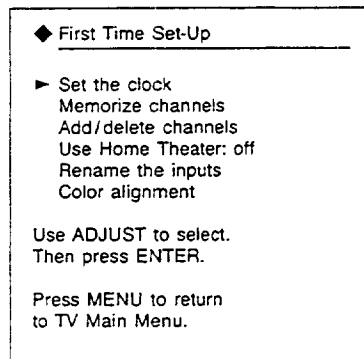 ◆ First Time Set-Up
► Set the clock
Memorize channels
Add/delete channels
Use Home Theater: off
Rename the inputs
Color alignment
Use ADJUST to select.
Then press ENTER.
Press MENU to return
to TV Main Menu.